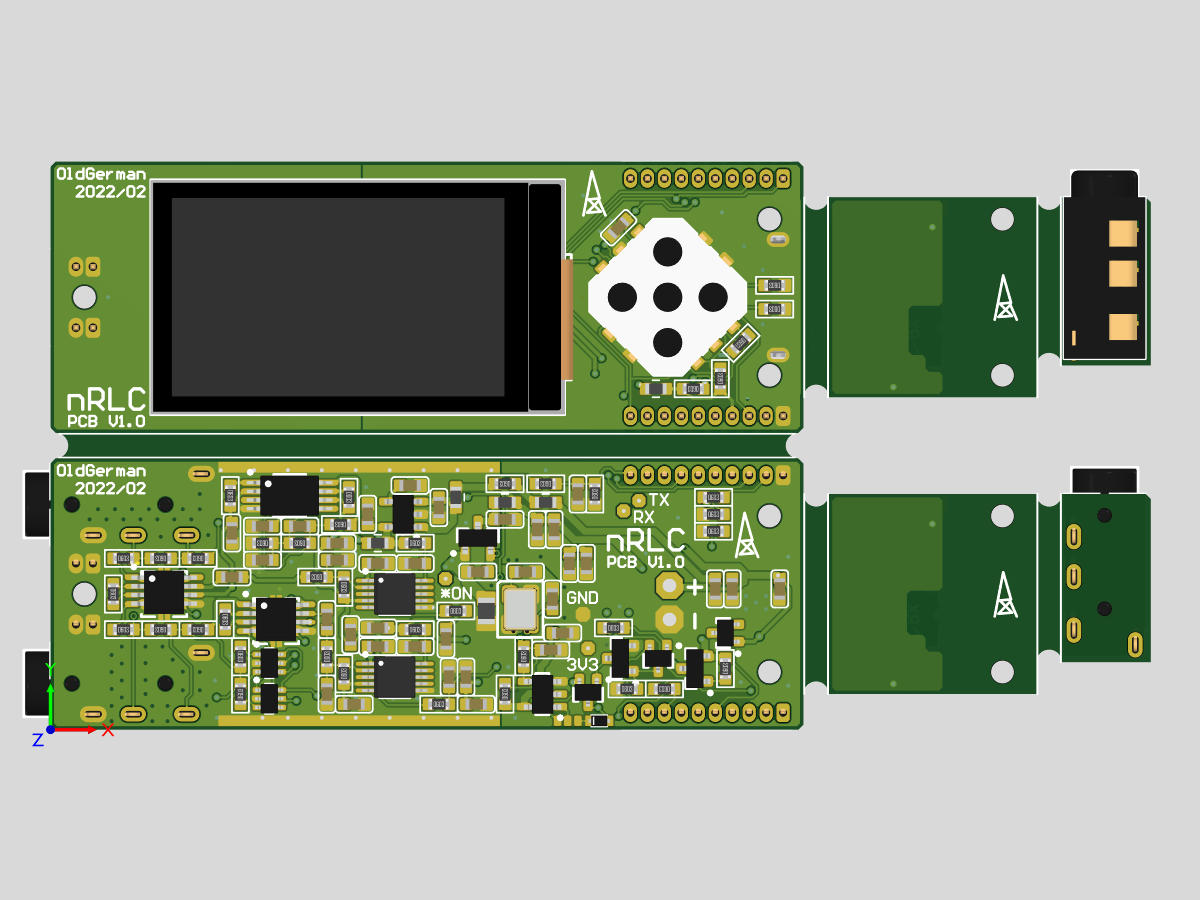 OldGerman
2022/02
nRLC
PCB V1.0
OldGerman
2022/02
TX
RX
nRLC
PCB V1.0
※ON
GND
+
3V3
Y
Z
X